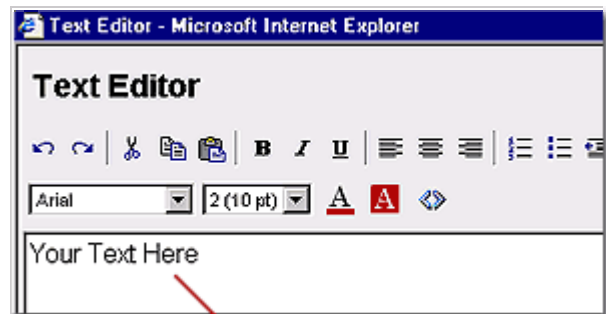 Text Editor - Microsoft Internet Explorer
Text Editor
B I U
Arial 2 (10 pt) A A
Your Text Here